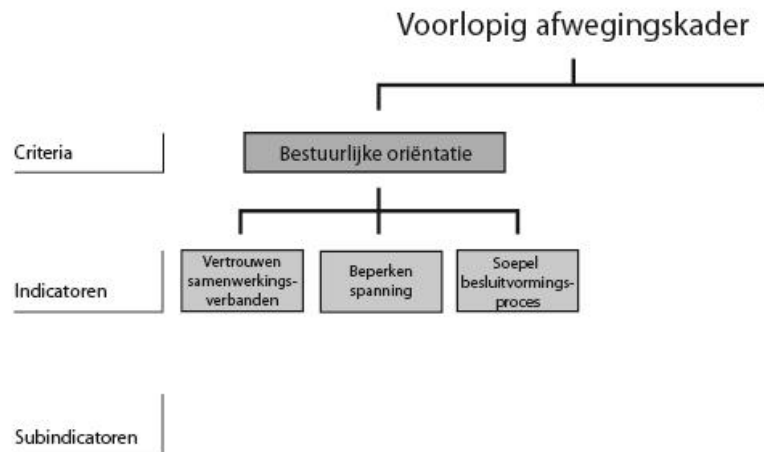 Voorlopig afwegingskader
Criteria
Bestuurlijke oriëntatie
Indicatoren
Vertrouwen
samenwerkings-
verbanden
Beperken
spanning
Soepel
besluitvormings-
proces
Subindicatoren